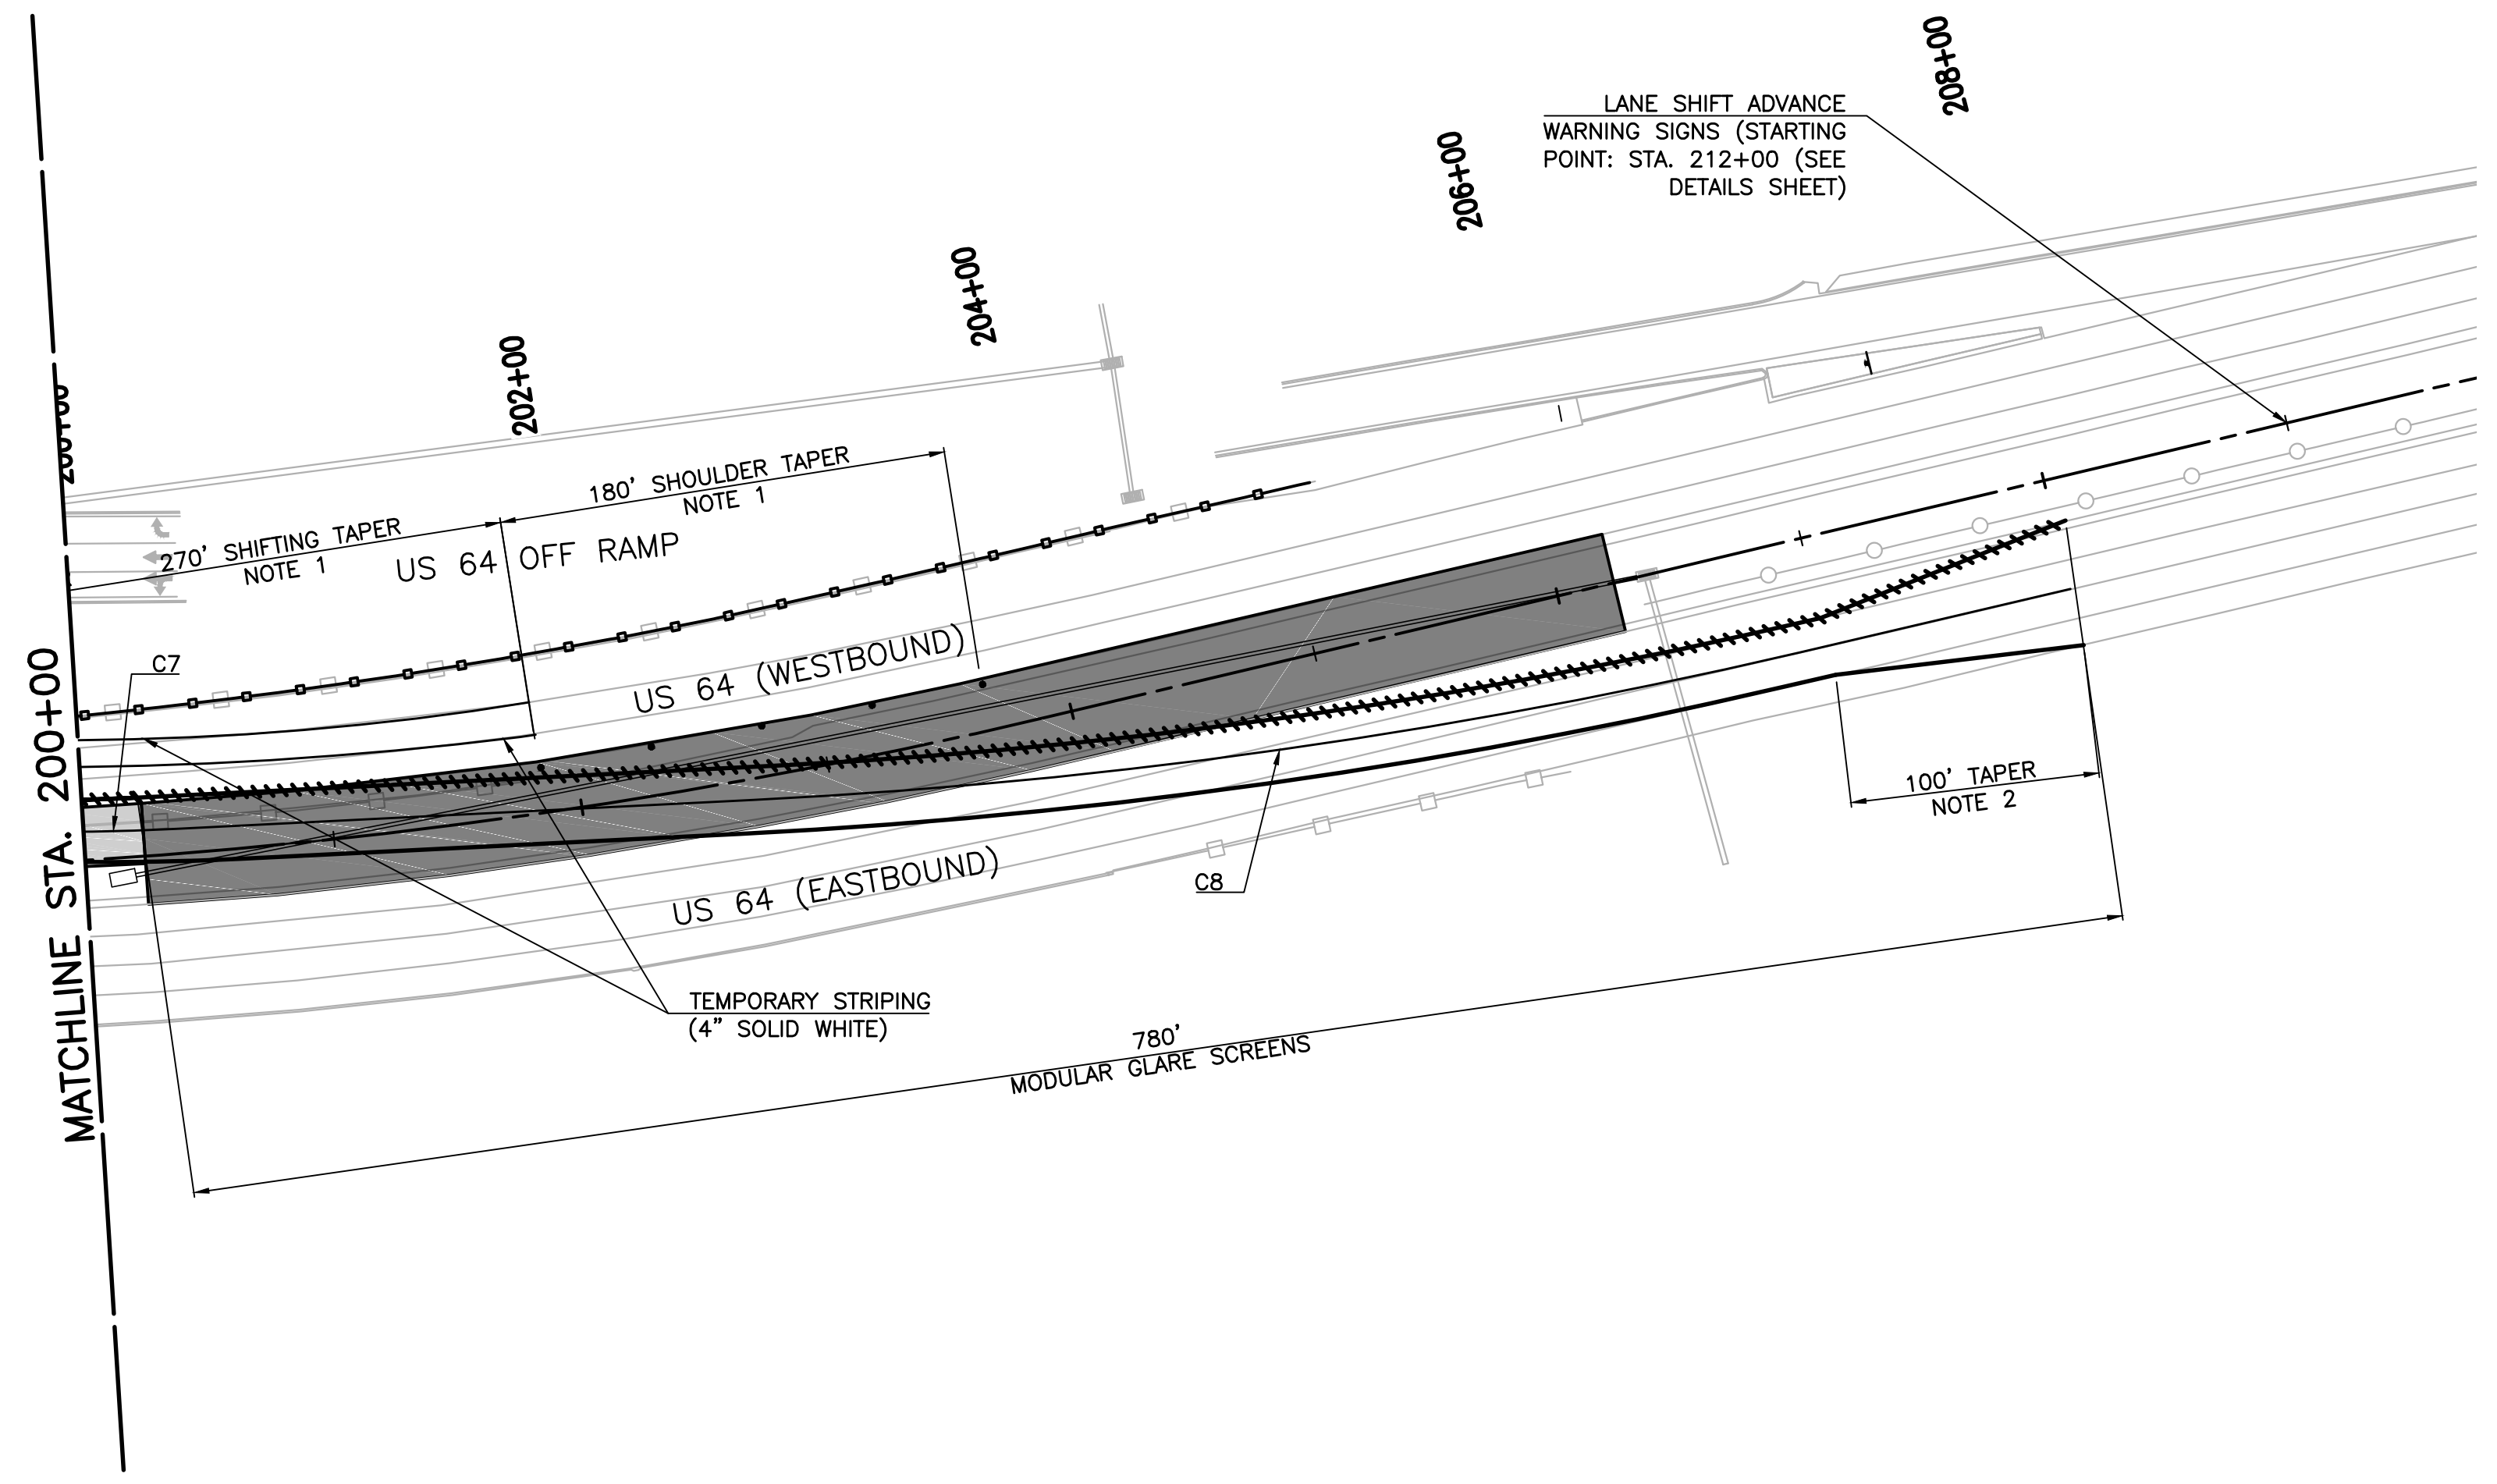 208+00
LANE SHIFT ADVANCE
WARNING SIGNS (STARTING
POINT: STA. 212+00 (SEE
DETAILS SHEET)
206+00
204+00
202+00
200+00
180' SHOULDER TAPER
NOTE 1
270' SHIFTING TAPER
NOTE 1
US 64 OFF RAMP
C7
US 64 (WESTBOUND)
MATCHLINE STA. 200+00
100' TAPER
NOTE 2
C8
US 64 (EASTBOUND)
TEMPORARY STRIPING
(4" SOLID WHITE)
780'
MODULAR GLARE SCREENS